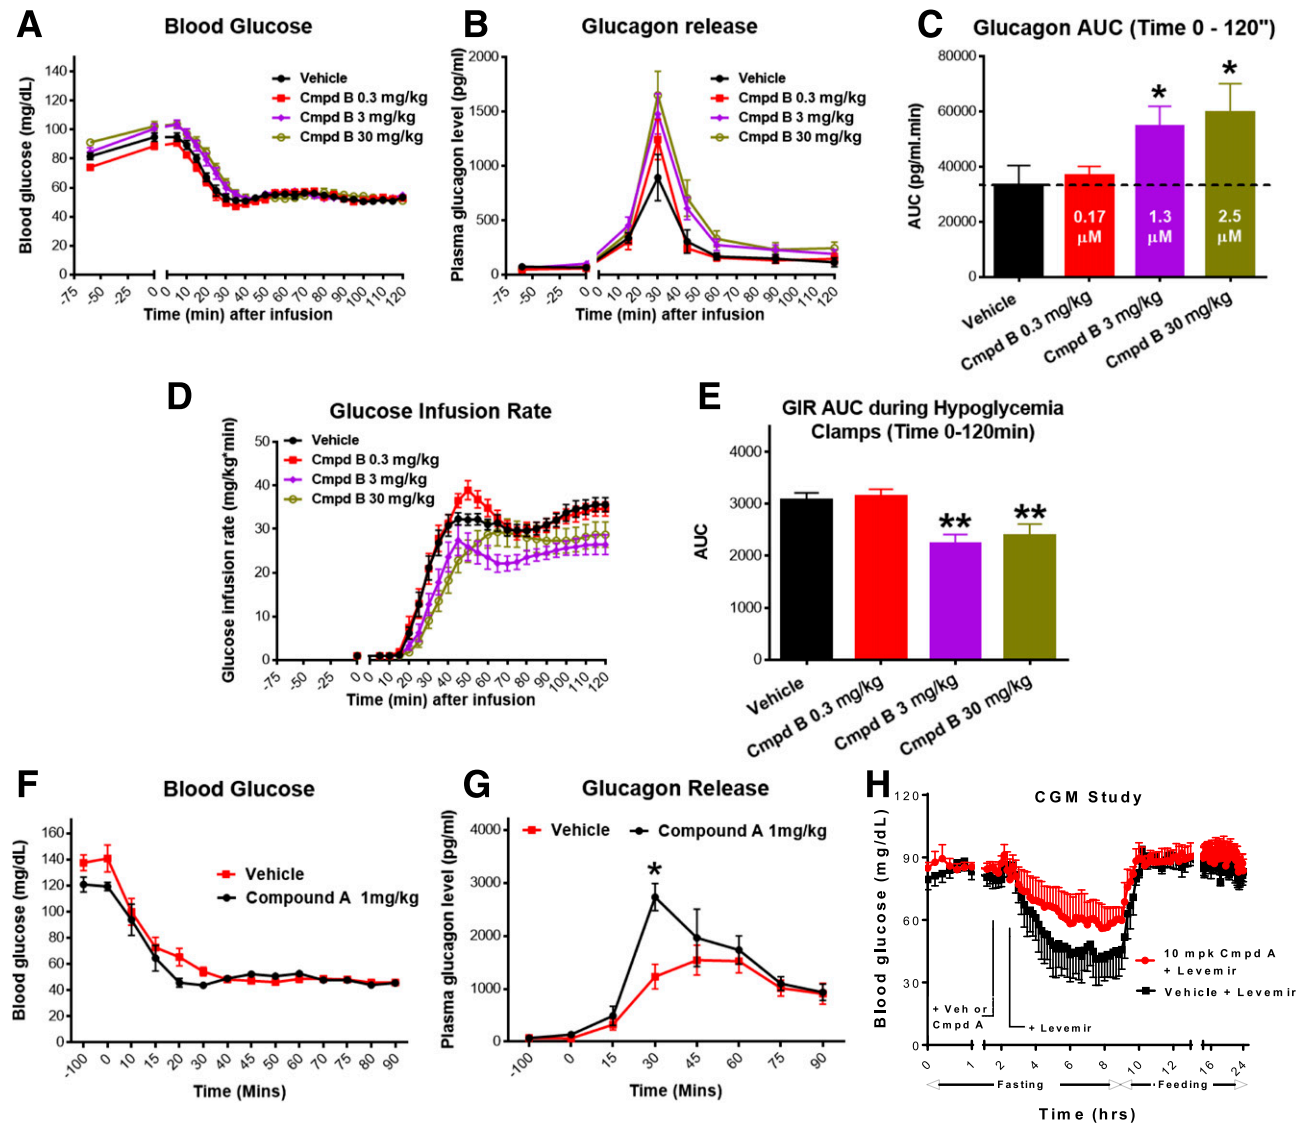 A
Blood Glucose
Blood glucose (mg/dL)
140
120
100
80
60
40
20
0
Vehicle
Cmpd B 0.3 mg/kg
Cmpd B 3 mg/kg
Cmpd B 30 mg/kg
-75 -50 -25 0 0 10 20 30 40 50 60 70 80 90 100 110 120
Time (min) after infusion
B
Glucagon release
Plasma glucagon level (pg/ml)
2000
1500
1000
500
0
Vehicle
Cmpd B 0.3 mg/kg
Cmpd B 3 mg/kg
Cmpd B 30 mg/kg
-75 -50 -25 0 0 10 20 30 40 50 60 70 80 90 100 110 120
Time (min) after infusion
C
Glucagon AUC (Time 0 - 120")
AUC (pg/ml.min)
80000
60000
40000
20000
0
*
*
0.17 µM
1.3 µM
2.5 µM
Vehicle
Cmpd B 0.3 mg/kg
Cmpd B 3 mg/kg
Cmpd B 30 mg/kg
D
Glucose Infusion Rate
Glucose infusion rate (mg/kg*min)
50
40
30
20
10
0
Vehicle
Cmpd B 0.3 mg/kg
Cmpd B 3 mg/kg
Cmpd B 30 mg/kg
-75 -50 -25 0 0 10 20 30 40 50 60 70 80 90 100 110 120
Time (min) after infusion
E
GIR AUC during Hypoglycemia
Clamps (Time 0-120min)
AUC
4000
3000
2000
1000
0
**
**
Vehicle
Cmpd B 0.3 mg/kg
Cmpd B 3 mg/kg
Cmpd B 30 mg/kg
F
Blood Glucose
Blood glucose (mg/dL)
160
140
120
100
80
60
40
20
0
Vehicle
Compound A 1mg/kg
-100 0 10 15 20 30 40 50 60 70 75 80 90
Time (Mins)
G
Glucagon Release
Plasma glucagon level (pg/ml)
4000
3000
2000
1000
0
Vehicle
Compound A 1mg/kg
*
-100 0 15 30 45 60 75 90
Time (Mins)
H
CGM Study
Blood glucose (mg/dL)
120
90
60
30
0
+ Veh or
Cmpd A
+ Levemir
10 mpk Cmpd A
+ Levemir
Vehicle + Levemir
0 1 2 4 6 8 10 12 16 24
Fasting
Feeding
Time (hrs)